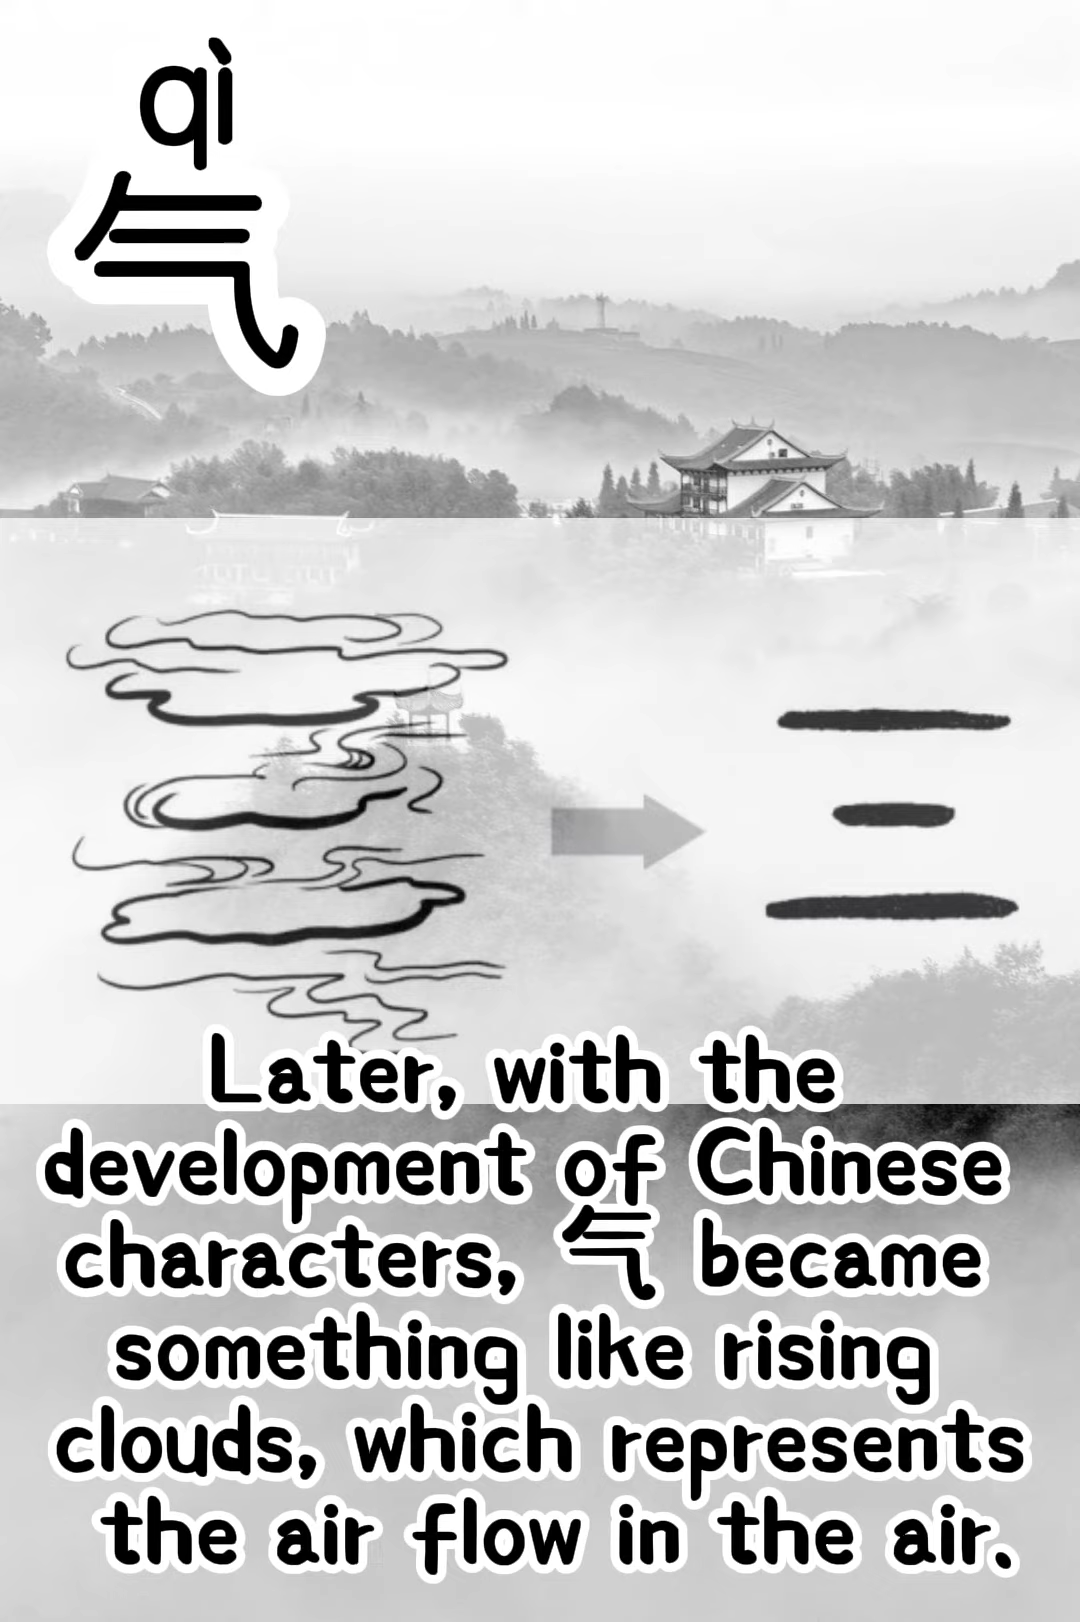 qì
气
Later, with the
development of Chinese
characters, 气 became
something like rising
clouds, which represents
the air flow in the air.